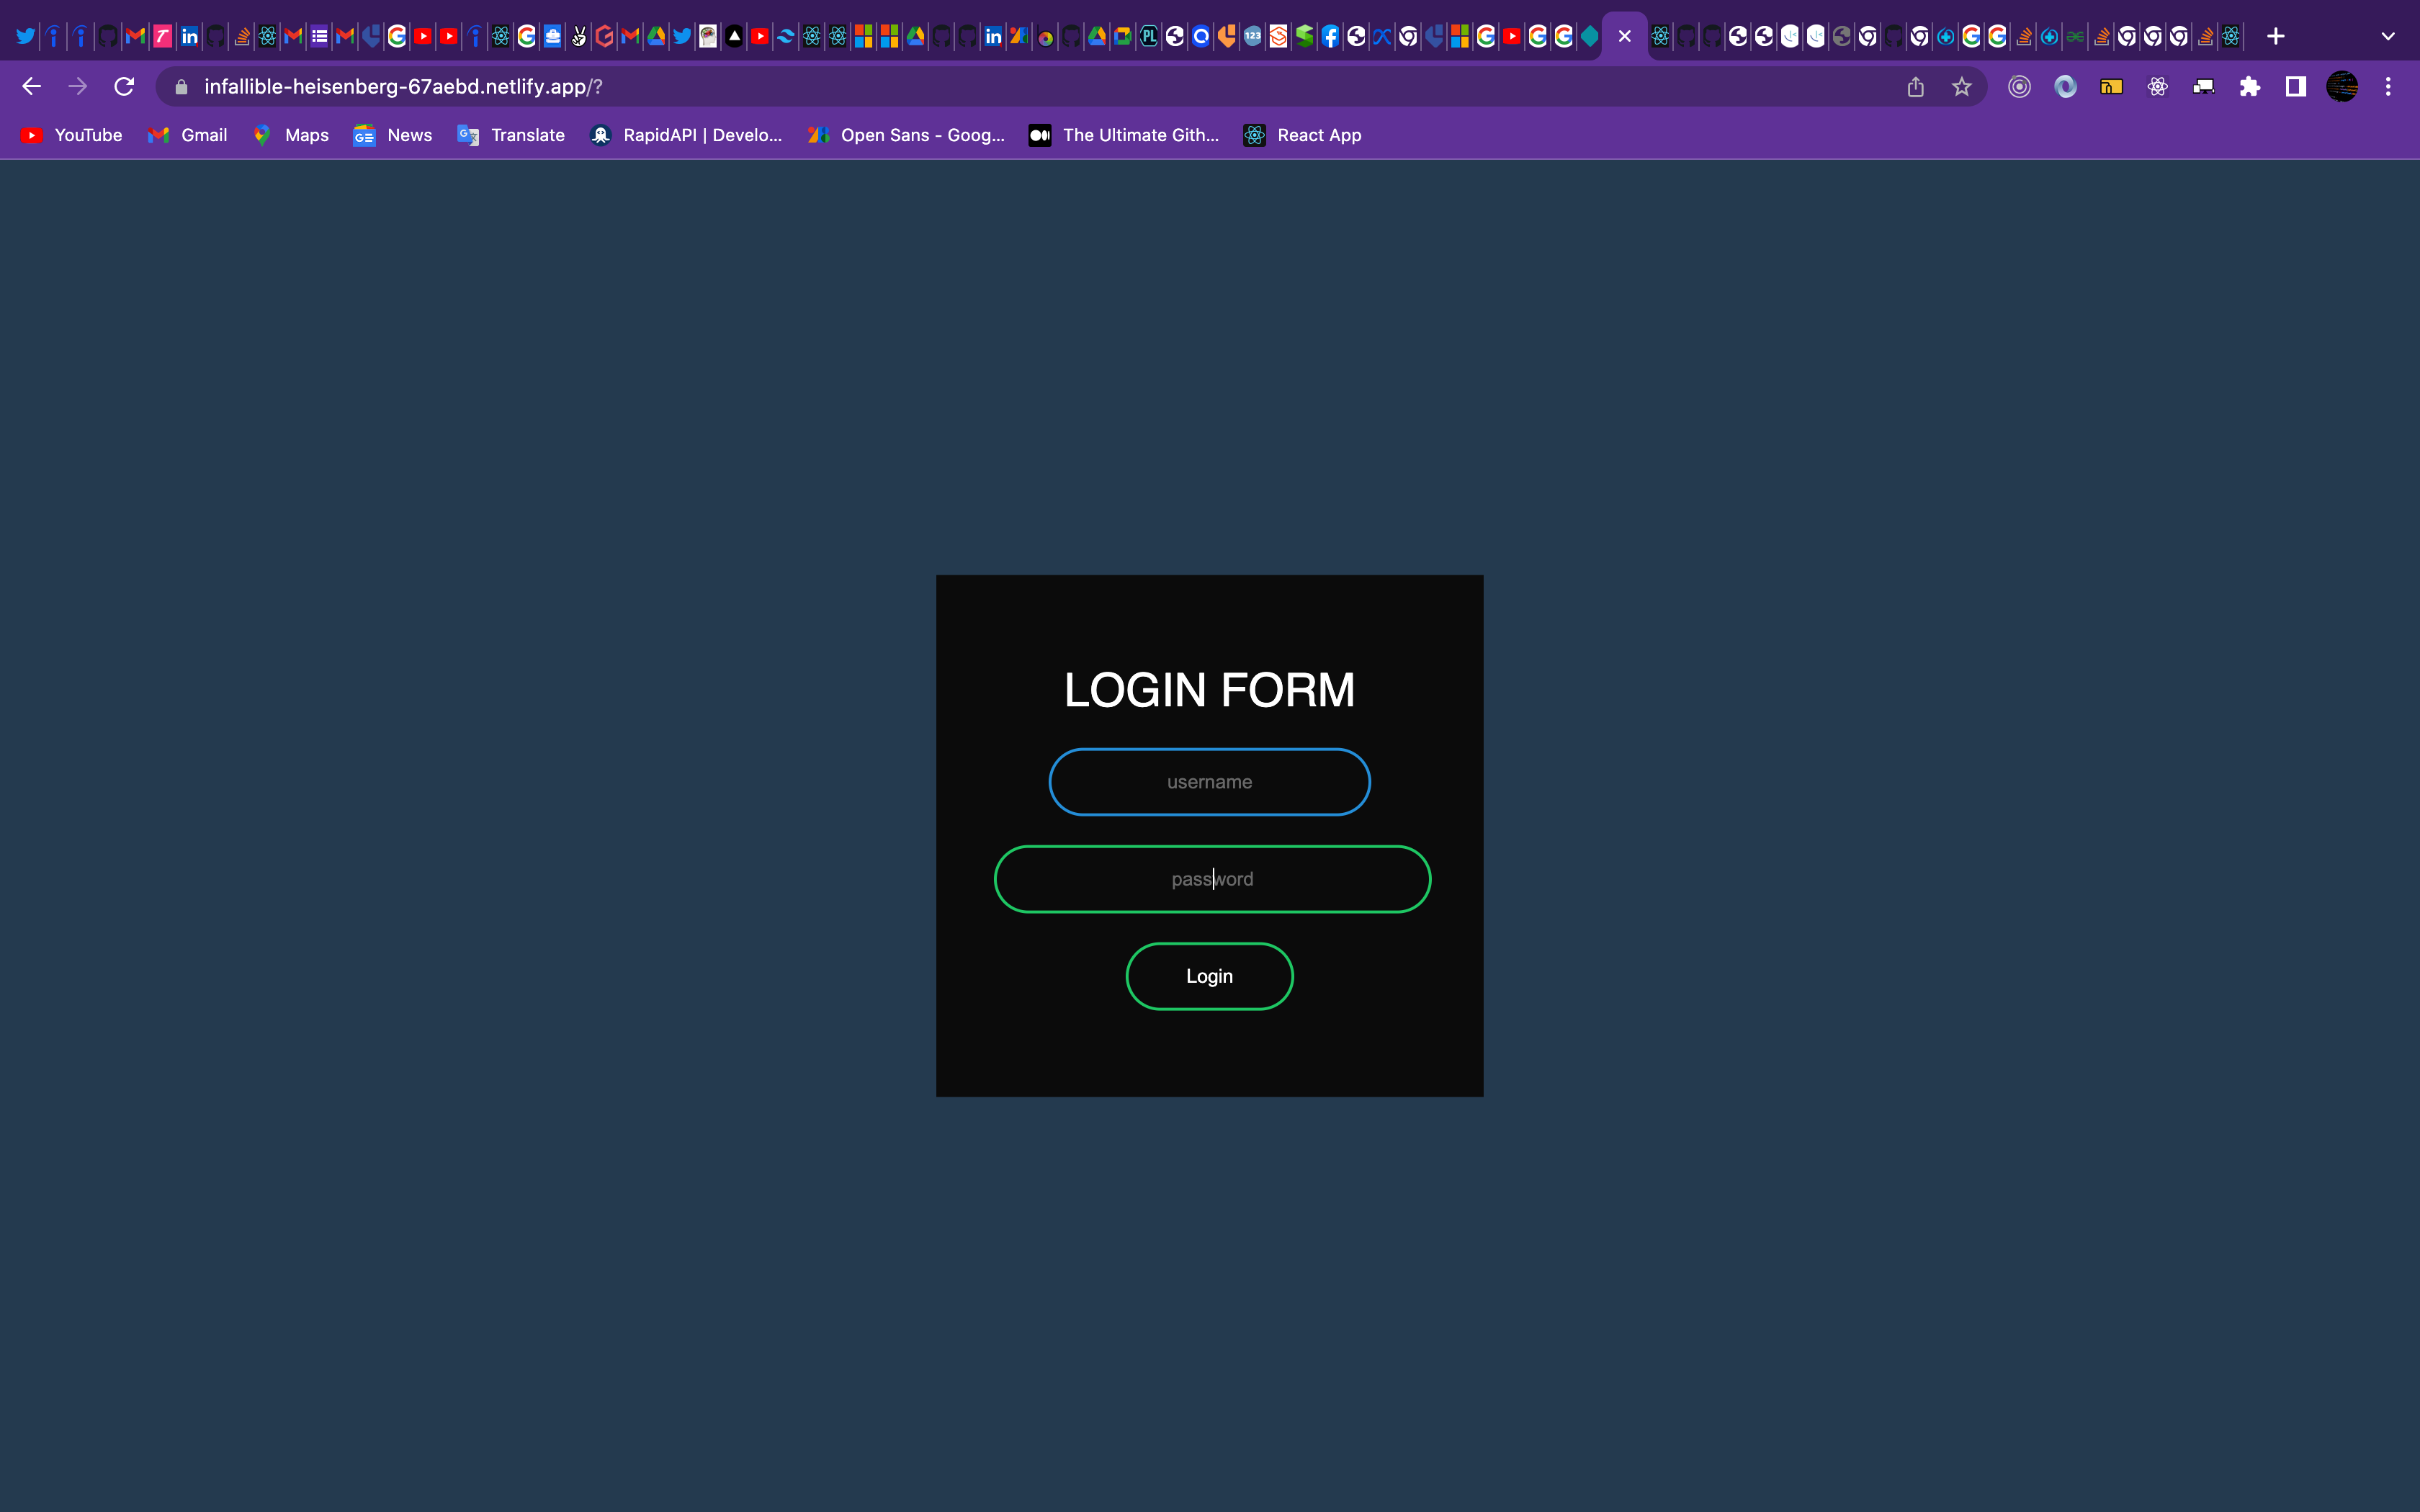 infallible-heisenberg-67aebd.netlify.app/?
YouTube Gmail Maps News Translate RapidAPI | Develo... Open Sans - Goog... The Ultimate Gith... React App
LOGIN FORM
username
password
Login